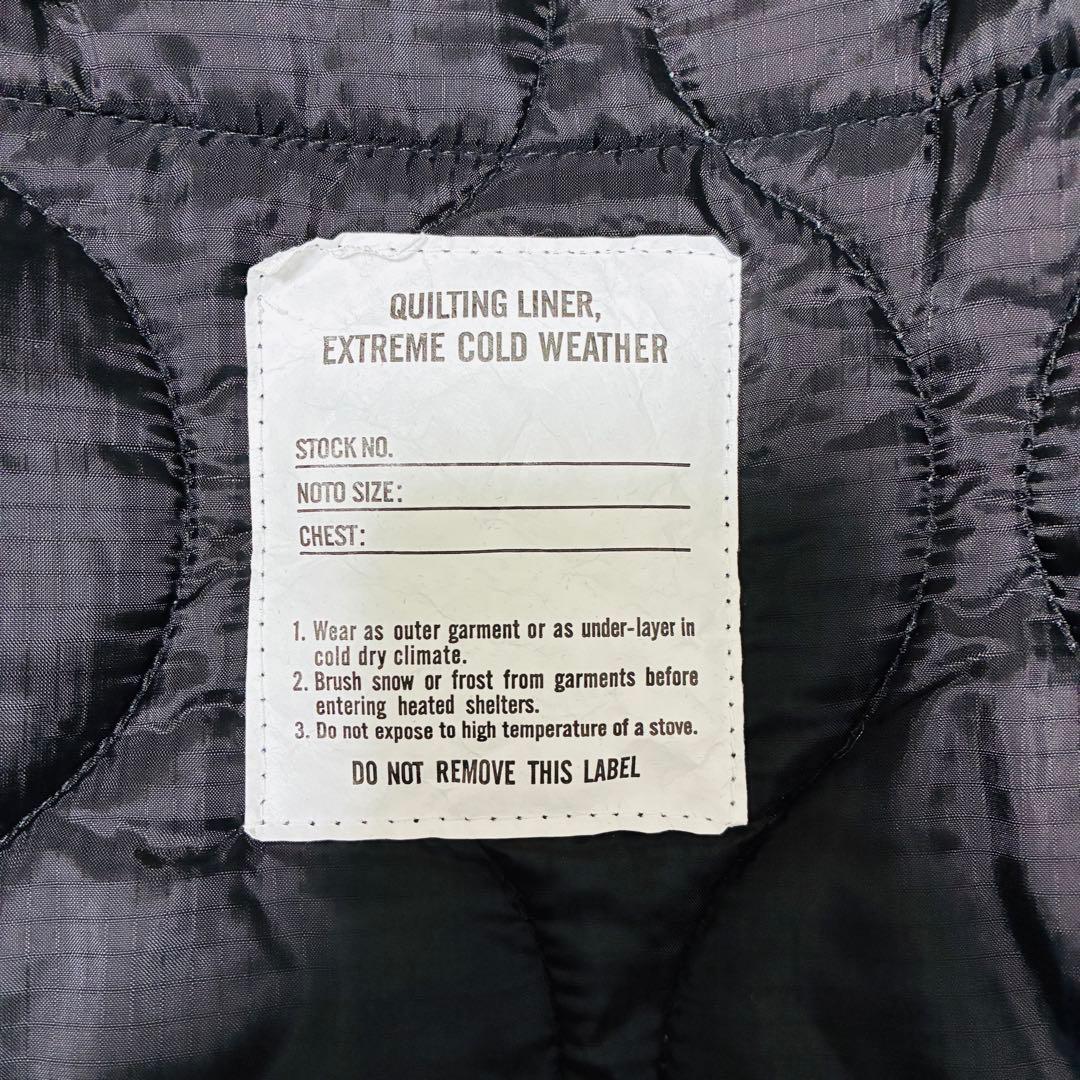 QUILTING LINER,
EXTREME COLD WEATHER
STOCK NO.
NOTO SIZE:
CHEST:
1. Wear as outer garment or as under-layer in
cold dry climate.
2. Brush snow or frost from garments before
entering heated shelters.
3. Do not expose to high temperature of a stove.
DO NOT REMOVE THIS LABEL